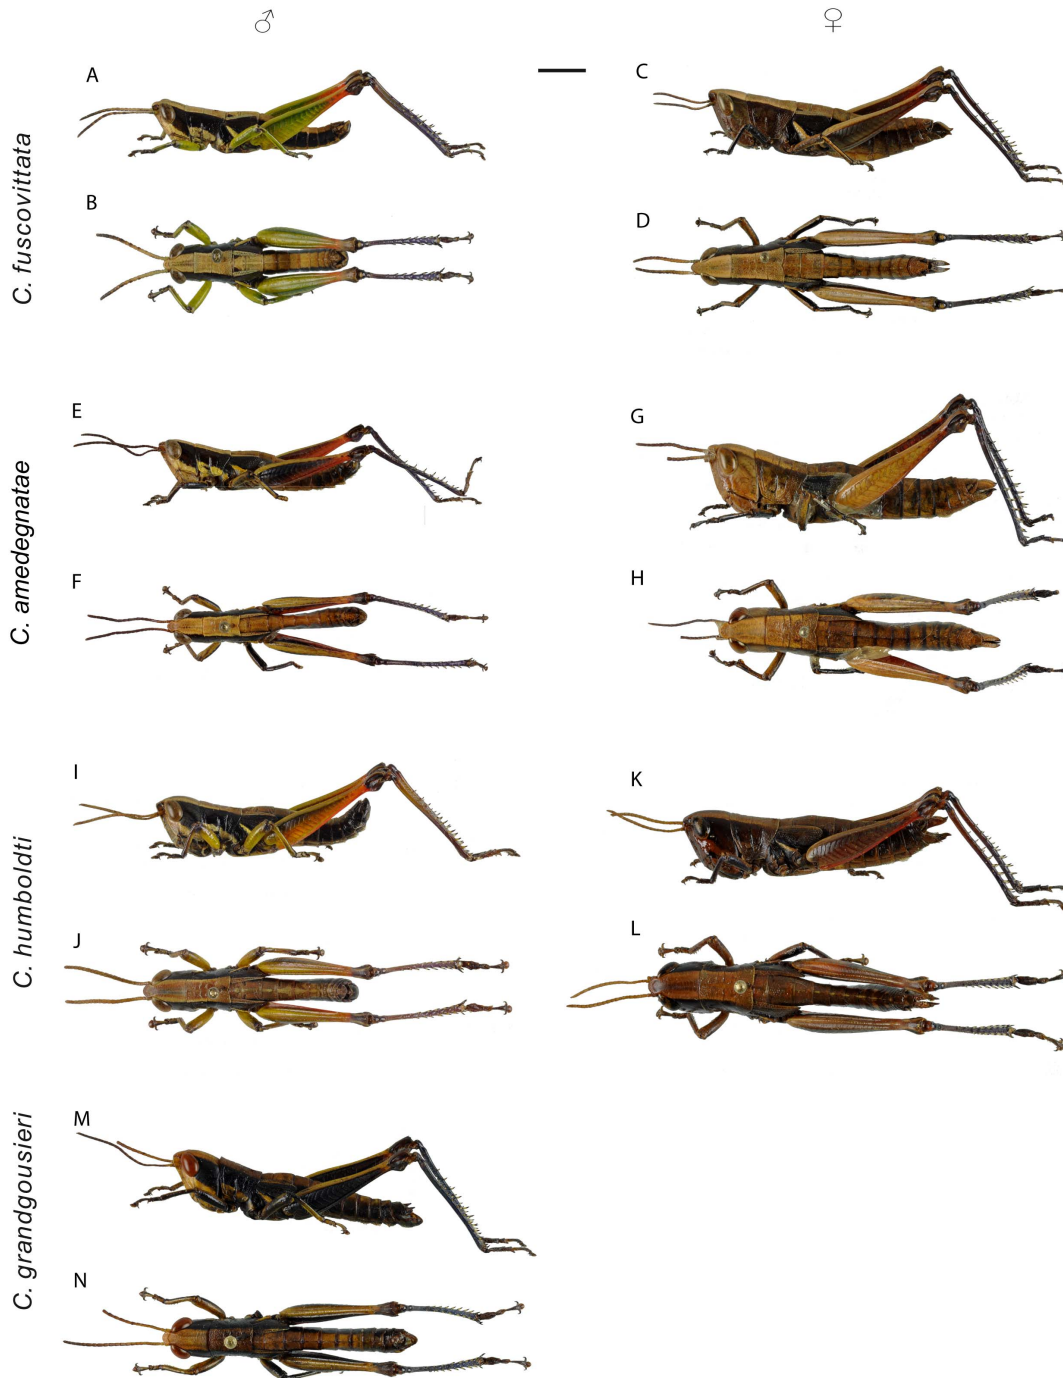 ♂ ♀
A C
C. fuscovittata
B D
E G
C. amedegnatae
F H
I K
C. humboldti
J L
M
C. grandgousieri
N